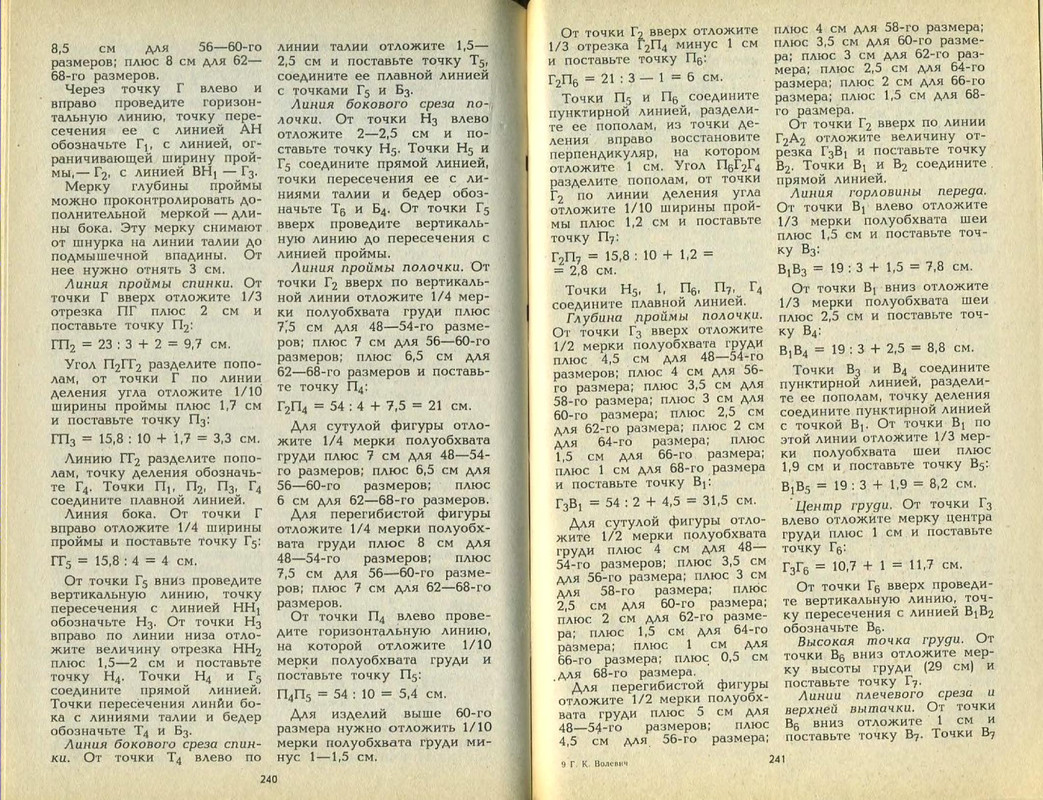 8,5 см для 56—60-го
размеров; плюс 8 см для 62—
68-го размеров.
Через точку Г влево и
вправо проведите горизон-
тальную линию, точку пере-
сечения ее с линией АН
обозначьте Г₁, с линией, ог-
раничивающей ширину прой-
мы,— Г₂, с линией ВН₁ — Г₃.
Мерку глубины проймы
можно проконтролировать до-
полнительной меркой — дли-
ны бока. Эту мерку снимают
от шнурка на линии талии до
подмышечной впадины. От
нее нужно отнять 3 см.
Линия проймы спинки. От
точки Г вверх отложите 1/3
отрезка ПГ плюс 2 см и
поставьте точку П₂:
ГП₂ = 23 : 3 + 2 = 9,7 см.
Угол П₂ГГ₂ разделите попо-
лам, от точки Г по линии
деления угла отложите 1/10
ширины проймы плюс 1,7 см
и поставьте точку П₃:
ГП₃ = 15,8 : 10 + 1,7 = 3,3 см.
Линию ГГ₂ разделите попо-
лам, точку деления обозначь-
те Г₄. Точки П₁, П₂, П₃, Г₄
соедините плавной линией.
Линия бока. От точки Г
вправо отложите 1/4 ширины
проймы и поставьте точку Г₅:
ГГ₅ = 15,8 : 4 = 4 см.
От точки Г₅ вниз проведите
вертикальную линию, точку
пересечения с линией НН₁
обозначьте Н₃. От точки Н₃
вправо по линии низа отло-
жите величину отрезка НН₂
плюс 1,5—2 см и поставьте
точку Н₄. Точки Н₄ и Г₅
соедините прямой линией.
Точки пересечения линии бо-
ка с линиями талии и бедер
обозначьте Т₄ и Б₃.
Линия бокового среза спин-
ки. От точки Т₄ влево по
линии талии отложите 1,5—
2,5 см и поставьте точку Т₅,
соедините ее плавной линией
с точками Г₅ и Б₃.
Линия бокового среза по-
лочки. От точки Н₃ влево
отложите 2—2,5 см и по-
ставьте точку Н₅. Точки Н₅ и
Г₅ соедините прямой линией,
точки пересечения ее с ли-
ниями талии и бедер обоз-
начьте Т₆ и Б₄. От точки Г₅
вверх проведите вертикаль-
ную линию до пересечения с
линией проймы.
Линия проймы полочки. От
точки Г₂ вверх по вертикаль-
ной линии отложите 1/4 мер-
ки полуобхвата груди плюс
7,5 см для 48—54-го разме-
ров; плюс 7 см для 56—60-го
размеров; плюс 6,5 см для
62—68-го размеров и поставь-
те точку П₄:
Г₂П₄ = 54 : 4 + 7,5 = 21 см.
Для сутулой фигуры отло-
жите 1/4 мерки полуобхвата
груди плюс 7 см для 48—54-
го размеров; плюс 6,5 см для
56—60-го размеров; плюс
6 см для 62—68-го размеров.
Для перегибистой фигуры
отложите 1/4 мерки полуобх-
вата груди плюс 8 см для
48—54-го размеров; плюс
7,5 см для 56—60-го разме-
ров; плюс 7 см для 62—68-го
размеров.
От точки П₄ влево прове-
дите горизонтальную линию,
на которой отложите 1/10
мерки полуобхвата груди и
поставьте точку П₅:
П₄П₅ = 54 : 10 = 5,4 см.
Для изделий выше 60-го
размера нужно отложить 1/10
мерки полуобхвата груди ми-
нус 1—1,5 см.
240
От точки Г₂ вверх отложите
1/3 отрезка Г₂П₄ минус 1 см
и поставьте точку П₆:
Г₂П₆ = 21 : 3 — 1 = 6 см.
Точки П₅ и П₆ соедините
пунктирной линией, раздели-
те ее пополам, из точки де-
ления вправо восстановите
перпендикуляр, на котором
отложите 1 см. Угол П₆Г₂Г₄
разделите пополам, от точки
Г₂ по линии деления угла
отложите 1/10 ширины прой-
мы плюс 1,2 см и поставьте
точку П₇:
Г₂П₇ = 15,8 : 10 + 1,2 =
= 2,8 см.
Точки Н₅, 1, П₆, П₇, Г₄
соедините плавной линией.
Глубина проймы полочки.
От точки Г₃ вверх отложите
1/2 мерки полуобхвата груди
плюс 4,5 см для 48—54-го
размеров; плюс 4 см для 56-
го размера; плюс 3,5 см для
58-го размера; плюс 3 см для
60-го размера; плюс 2,5 см
для 62-го размера; плюс 2 см
для 64-го размера; плюс
1,5 см для 66-го размера;
плюс 1 см для 68-го размера
и поставьте точку В₁:
Г₃В₁ = 54 : 2 + 4,5 = 31,5 см.
Для сутулой фигуры отло-
жите 1/2 мерки полуобхвата
груди плюс 4 см для 48—
54-го размеров; плюс 3,5 см
для 56-го размера; плюс 3 см
для 58-го размера; плюс
2,5 см для 60-го размера;
плюс 2 см для 62-го разме-
ра; плюс 1,5 см для 64-го
размера; плюс 1 см для
66-го размера; плюс 0,5 см
для 68-го размера.
Для перегибистой фигуры
отложите 1/2 мерки полуобх-
вата груди плюс 5 см для
48—54-го размеров; плюс
4,5 см для 56-го размера;
плюс 4 см для 58-го размера;
плюс 3,5 см для 60-го разме-
ра; плюс 3 см для 62-го раз-
мера; плюс 2,5 см для 64-го
размера; плюс 2 см для 66-го
размера; плюс 1,5 см для 68-
го размера.
От точки Г₂ вверх по линии
Г₂А₂ отложите величину от-
резка Г₃В₁ и поставьте точку
В₂. Точки В₁ и В₂ соедините
прямой линией.
Линия горловины переда.
От точки В₁ влево отложите
1/3 мерки полуобхвата шеи
плюс 1,5 см и поставьте точ-
ку В₃:
В₁В₃ = 19 : 3 + 1,5 = 7,8 см.
От точки В₁ вниз отложите
1/3 мерки полуобхвата шеи
плюс 2,5 см и поставьте точ-
ку В₄:
В₁В₄ = 19 : 3 + 2,5 = 8,8 см.
Точки В₃ и В₄ соедините
пунктирной линией, раздели-
те ее пополам, точку деления
соедините пунктирной линией
с точкой В₁. От точки В₁ по
этой линии отложите 1/3 мер-
ки полуобхвата шеи плюс
1,9 см и поставьте точку В₅:
В₁В₅ = 19 : 3 + 1,9 = 8,2 см.
Центр груди. От точки Г₃
влево отложите мерку центра
груди плюс 1 см и поставьте
точку Г₆:
Г₃Г₆ = 10,7 + 1 = 11,7 см.
От точки Г₆ вверх проведи-
те вертикальную линию, точ-
ку пересечения с линией В₁В₂
обозначьте В₆.
Высокая точка груди. От
точки В₆ вниз отложите мер-
ку высоты груди (29 см) и
поставьте точку Г₇.
Линии плечевого среза и
верхней вытачки. От точки
В₆ вниз отложите 1 см и
поставьте точку В₇. Точки В₇
9 Г. К. Волевич
241